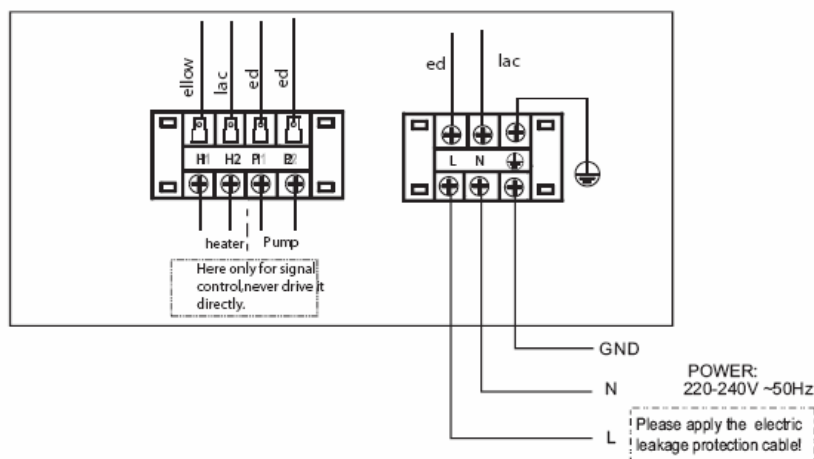 ellow
lac
ed
ed
ed
lac
H1 H2 P1 P2
L N
heater Pump
Here only for signal
control,never drive it
directly.
GND
N
L
POWER:
220-240V ~50Hz
Please apply the electric
leakage protection cable!